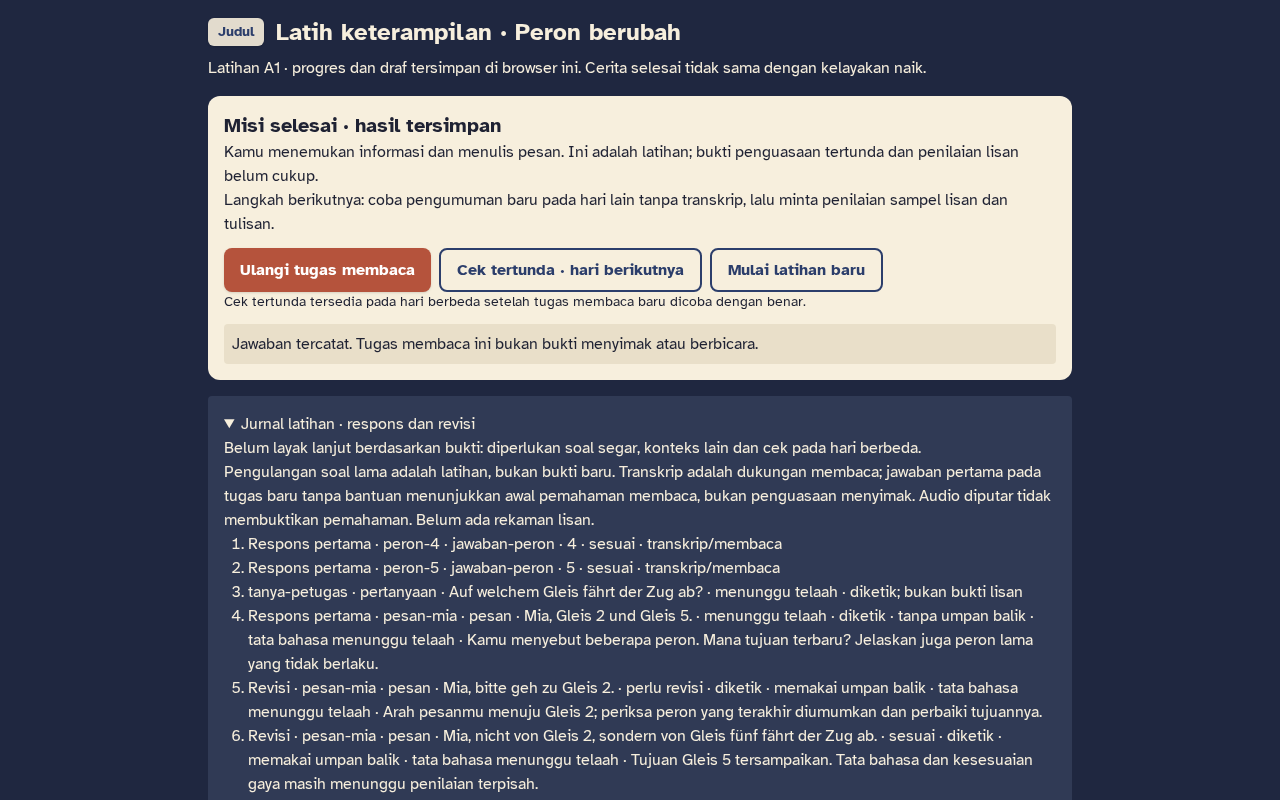 Judul
Latih keterampilan · Peron berubah
Latihan A1 · progres dan draf tersimpan di browser ini. Cerita selesai tidak sama dengan kelayakan naik.
Misi selesai · hasil tersimpan
Kamu menemukan informasi dan menulis pesan. Ini adalah latihan; bukti penguasaan tertunda dan penilaian lisan
belum cukup.
Langkah berikutnya: coba pengumuman baru pada hari lain tanpa transkrip, lalu minta penilaian sampel lisan dan
tulisan.
Ulangi tugas membaca
Cek tertunda · hari berikutnya
Mulai latihan baru
Cek tertunda tersedia pada hari berbeda setelah tugas membaca baru dicoba dengan benar.
Jawaban tercatat. Tugas membaca ini bukan bukti menyimak atau berbicara.
▼ Jurnal latihan · respons dan revisi
Belum layak lanjut berdasarkan bukti: diperlukan soal segar, konteks lain dan cek pada hari berbeda.
Pengulangan soal lama adalah latihan, bukan bukti baru. Transkrip adalah dukungan membaca; jawaban pertama pada
tugas baru tanpa bantuan menunjukkan awal pemahaman membaca, bukan penguasaan menyimak. Audio diputar tidak
membuktikan pemahaman. Belum ada rekaman lisan.
1. Respons pertama · peron-4 · jawaban-peron · 4 · sesuai · transkrip/membaca
2. Respons pertama · peron-5 · jawaban-peron · 5 · sesuai · transkrip/membaca
3. tanya-petugas · pertanyaan · Auf welchem Gleis fährt der Zug ab? · menunggu telaah · diketik; bukan bukti lisan
4. Respons pertama · pesan-mia · pesan · Mia, Gleis 2 und Gleis 5. · menunggu telaah · diketik · tanpa umpan balik ·
tata bahasa menunggu telaah · Kamu menyebut beberapa peron. Mana tujuan terbaru? Jelaskan juga peron lama
yang tidak berlaku.
5. Revisi · pesan-mia · pesan · Mia, bitte geh zu Gleis 2. · perlu revisi · diketik · memakai umpan balik · tata bahasa
menunggu telaah · Arah pesanmu menuju Gleis 2; periksa peron yang terakhir diumumkan dan perbaiki tujuannya.
6. Revisi · pesan-mia · pesan · Mia, nicht von Gleis 2, sondern von Gleis fünf fährt der Zug ab. · sesuai · diketik ·
memakai umpan balik · tata bahasa menunggu telaah · Tujuan Gleis 5 tersampaikan. Tata bahasa dan kesesuaian
gaya masih menunggu penilaian terpisah.